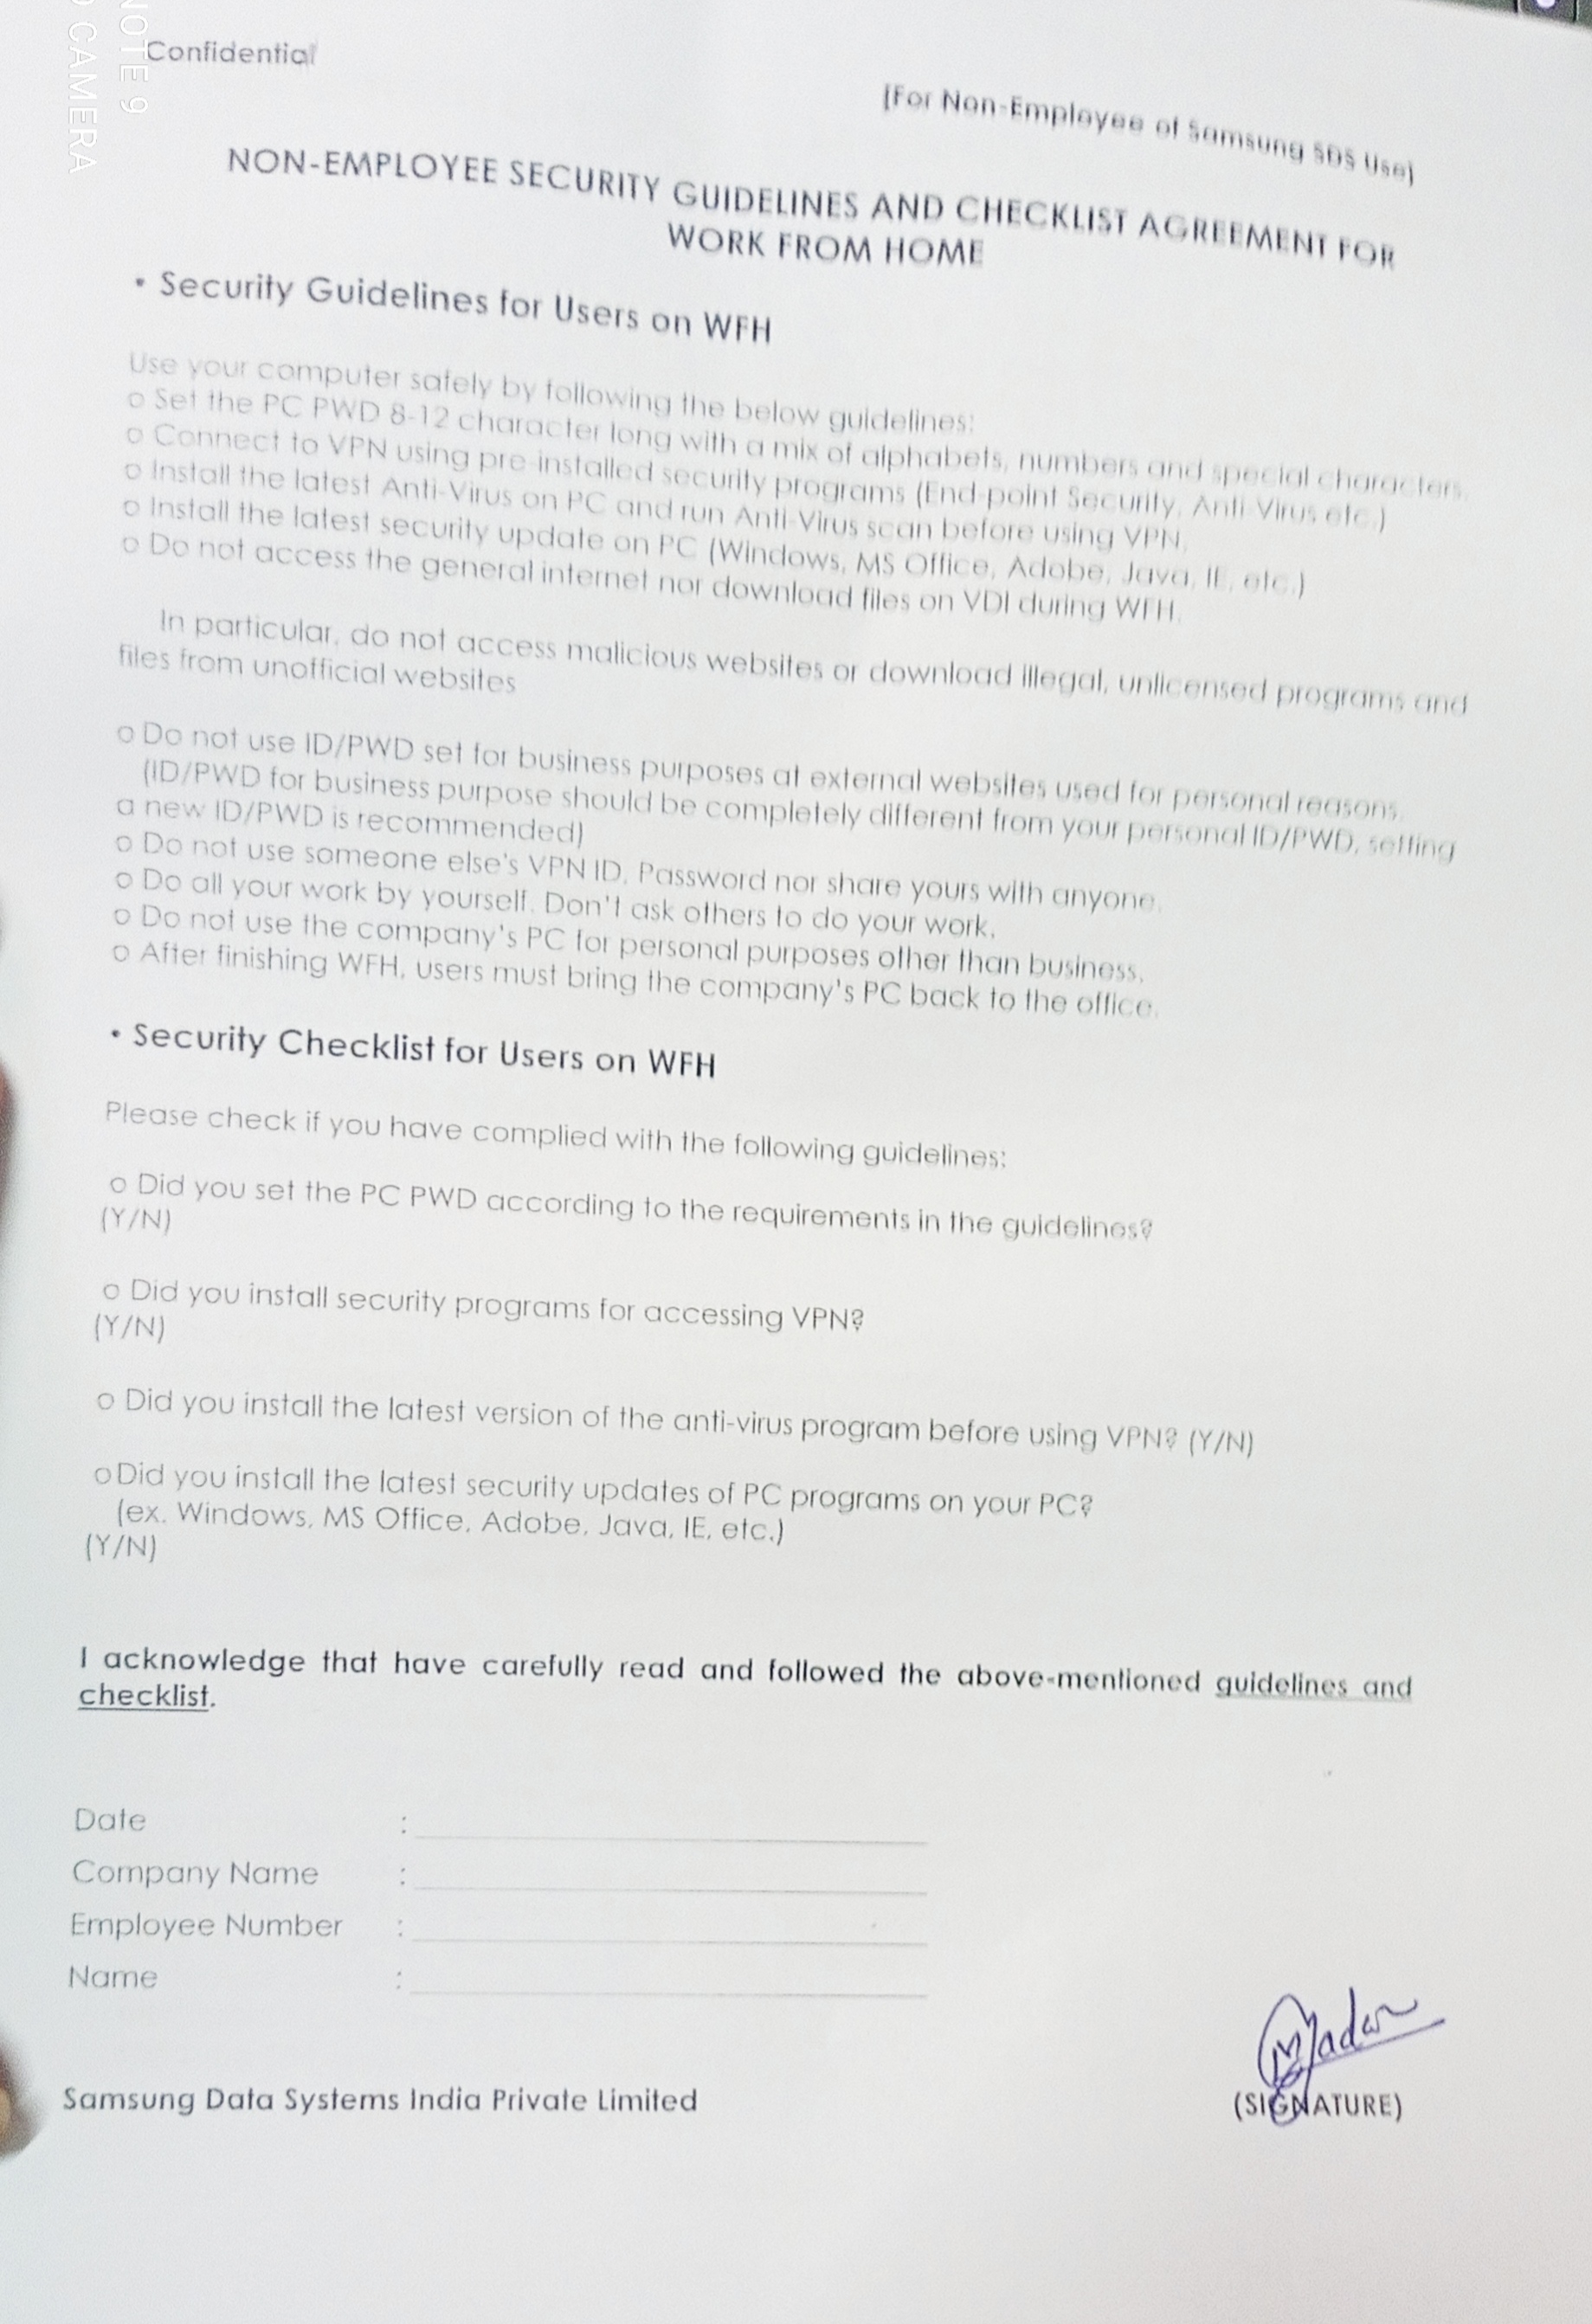 NOTE 9
CAMERA
Confidential
[For Non-Employee of Samsung SDS Use]
NON-EMPLOYEE SECURITY GUIDELINES AND CHECKLIST AGREEMENT FOR
WORK FROM HOME
• Security Guidelines for Users on WFH
Use your computer safely by following the below guidelines:
o Set the PC PWD 8-12 character long with a mix of alphabets, numbers and special characters.
o Connect to VPN using pre-installed security programs (End-point Security, Anti-Virus etc.)
o Install the latest Anti-Virus on PC and run Anti-Virus scan before using VPN.
o Install the latest security update on PC (Windows, MS Office, Adobe, Java, IE, etc.)
o Do not access the general internet nor download files on VDI during WFH.
In particular, do not access malicious websites or download illegal, unlicensed programs and
files from unofficial websites
o Do not use ID/PWD set for business purposes at external websites used for personal reasons.
(ID/PWD for business purpose should be completely different from your personal ID/PWD, setting
a new ID/PWD is recommended)
o Do not use someone else's VPN ID, Password nor share yours with anyone.
o Do all your work by yourself. Don't ask others to do your work.
o Do not use the company's PC for personal purposes other than business.
o After finishing WFH, users must bring the company's PC back to the office.
• Security Checklist for Users on WFH
Please check if you have complied with the following guidelines:
o Did you set the PC PWD according to the requirements in the guidelines?
(Y/N)
o Did you install security programs for accessing VPN?
(Y/N)
o Did you install the latest version of the anti-virus program before using VPN? (Y/N)
o Did you install the latest security updates of PC programs on your PC?
(ex. Windows, MS Office, Adobe, Java, IE, etc.)
(Y/N)
I acknowledge that have carefully read and followed the above-mentioned guidelines and
checklist.
Date :
Company Name :
Employee Number :
Name :
Samsung Data Systems India Private Limited
(SIGNATURE)